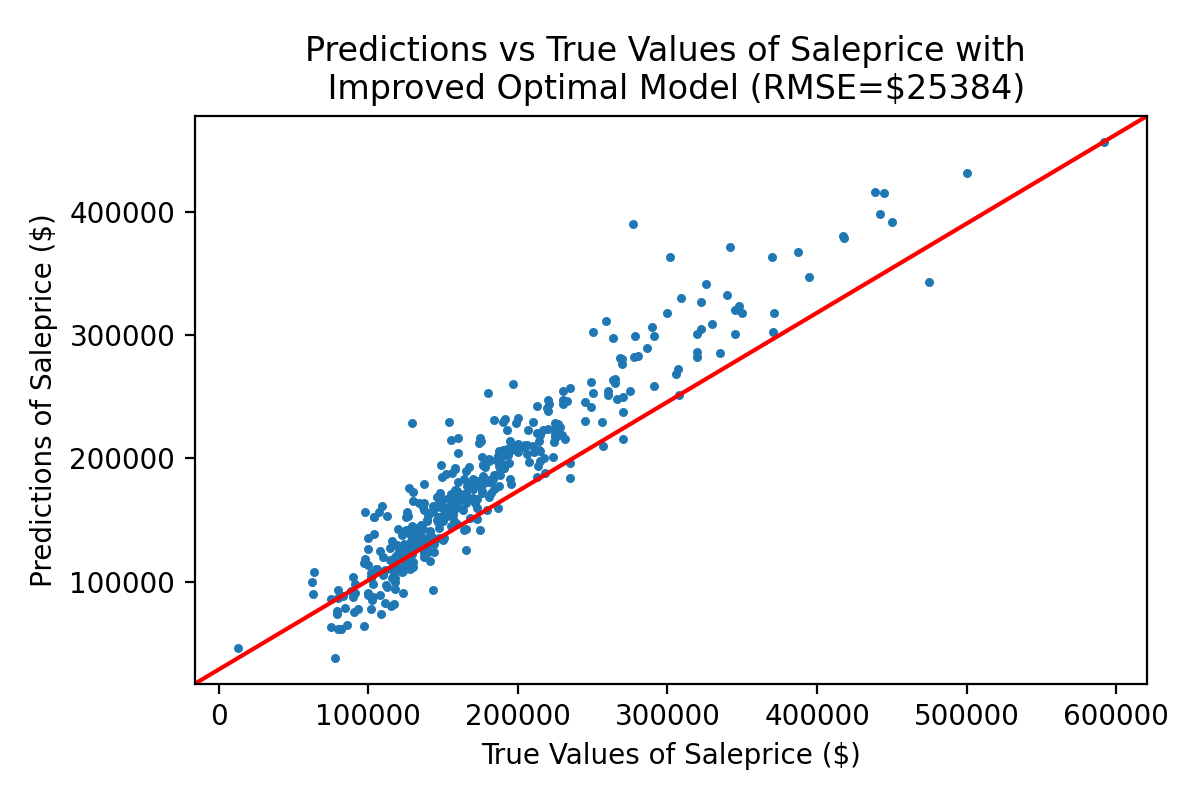 Predictions vs True Values of Saleprice with
Improved Optimal Model (RMSE=$25384)
Predictions of Saleprice ($)
400000
300000
200000
100000
0
100000
200000
300000
400000
500000
600000
True Values of Saleprice ($)